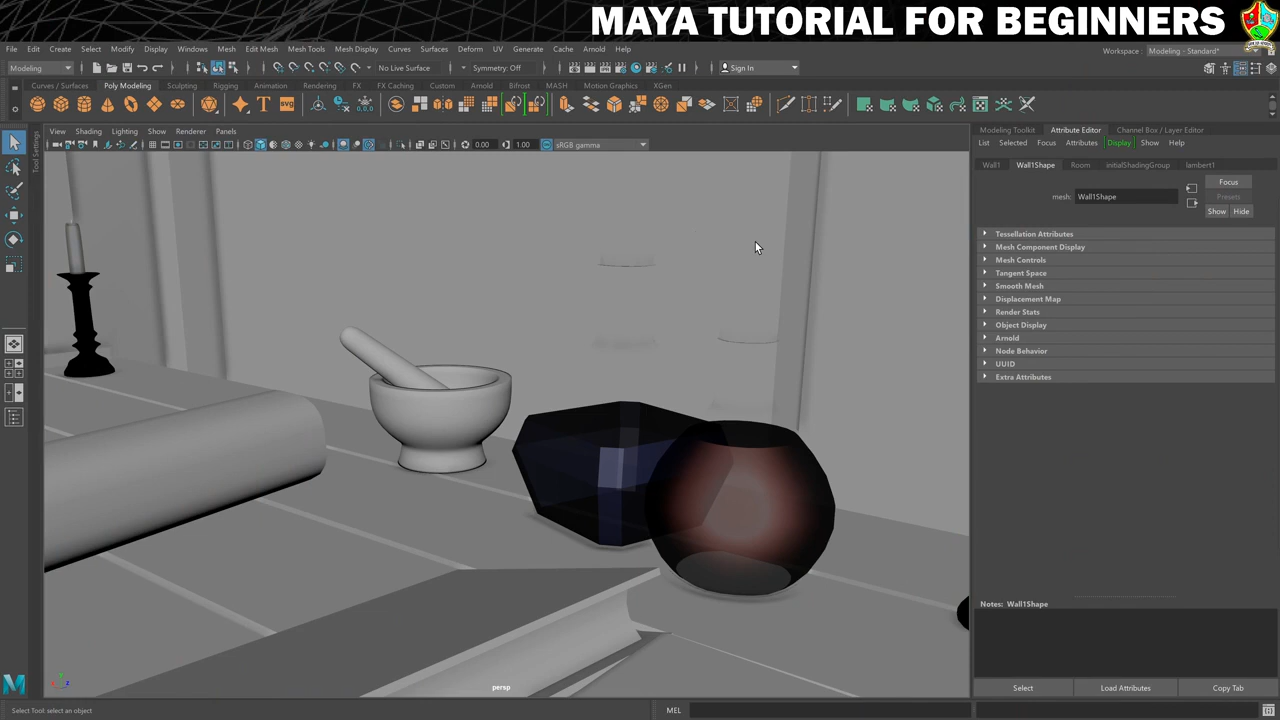 MAYA TUTORIAL FOR BEGINNERS
File Edit Create Select Modify Display Windows Mesh Edit Mesh Mesh Tools Mesh Display Curves Surfaces Deform UV Generate Cache Arnold Help
Workspace : Modeling - Standard*
Modeling No Live Surface Symmetry: Off Sign In
Curves / Surfaces Poly Modeling Sculpting Rigging Animation Rendering FX FX Caching Custom Arnold Bifrost MASH Motion Graphics XGen
View Shading Lighting Show Renderer Panels
0.00 1.00 sRGB gamma
Tool Settings
Modeling Toolkit Attribute Editor Channel Box / Layer Editor
List Selected Focus Attributes Display Show Help
Wall1 Wall1Shape Room initialShadingGroup lambert1
mesh: Wall1Shape
Focus
Presets
Show Hide
Tessellation Attributes
Mesh Component Display
Mesh Controls
Tangent Space
Smooth Mesh
Displacement Map
Render Stats
Object Display
Arnold
Node Behavior
UUID
Extra Attributes
Notes: Wall1Shape
persp
Select Load Attributes Copy Tab
Select Tool: select an object
MEL